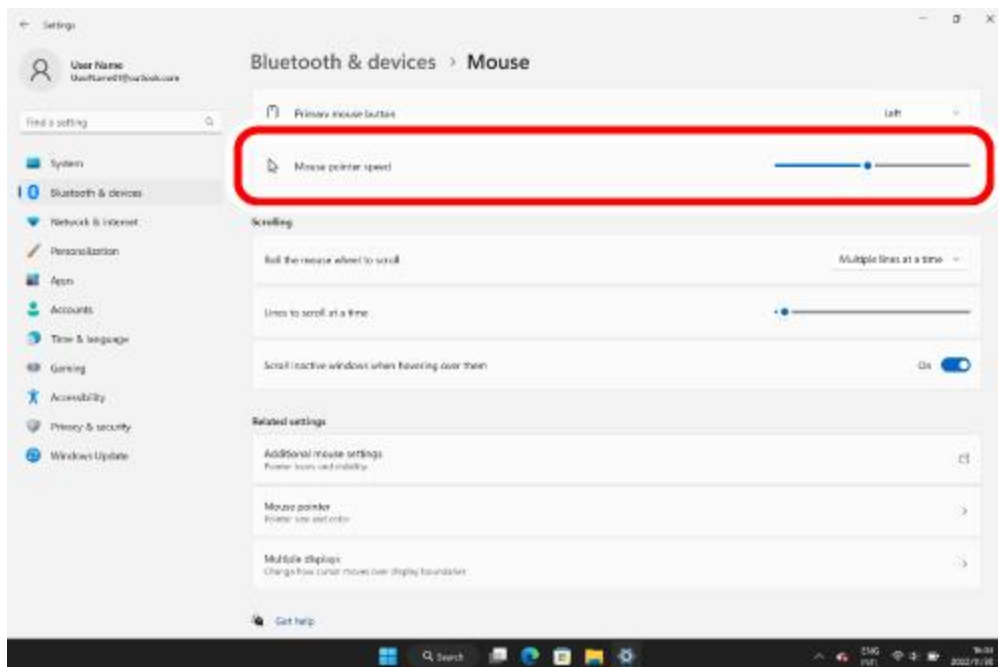 Settings
User Name
Bluetooth & devices > Mouse
Find a setting
Primary mouse button
Left
Mouse pointer speed
System
Bluetooth & devices
Network & internet
Personalization
Apps
Accounts
Time & language
Gaming
Accessibility
Privacy & security
Windows Update
Scrolling
Roll the mouse wheel to scroll
Multiple lines at a time
Lines to scroll at a time
Scroll inactive windows when hovering over them
On
Related settings
Additional mouse settings
Pointer icons and visibility
Mouse pointer
Pointer size and color
Multiple displays
Change how cursor moves over display boundaries
Get help
Search
ENG